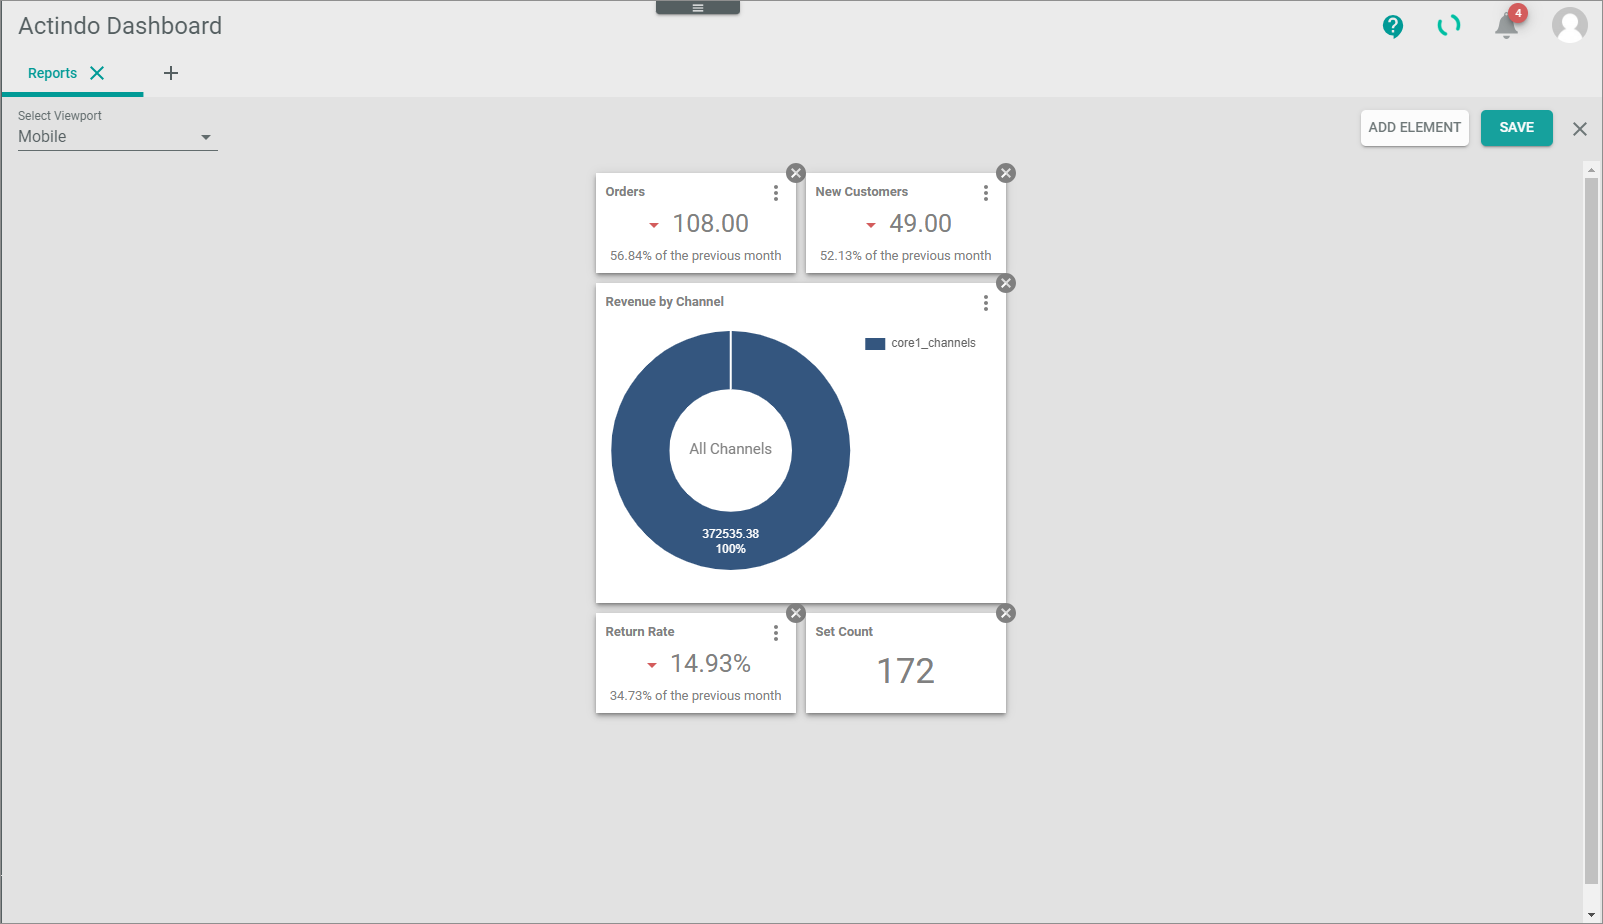 Actindo Dashboard
4
Reports
Select Viewport
Mobile
ADD ELEMENT
SAVE
Orders
108.00
56.84% of the previous month
New Customers
49.00
52.13% of the previous month
Revenue by Channel
core1_channels
All Channels
372535.38
100%
Return Rate
14.93%
34.73% of the previous month
Set Count
172